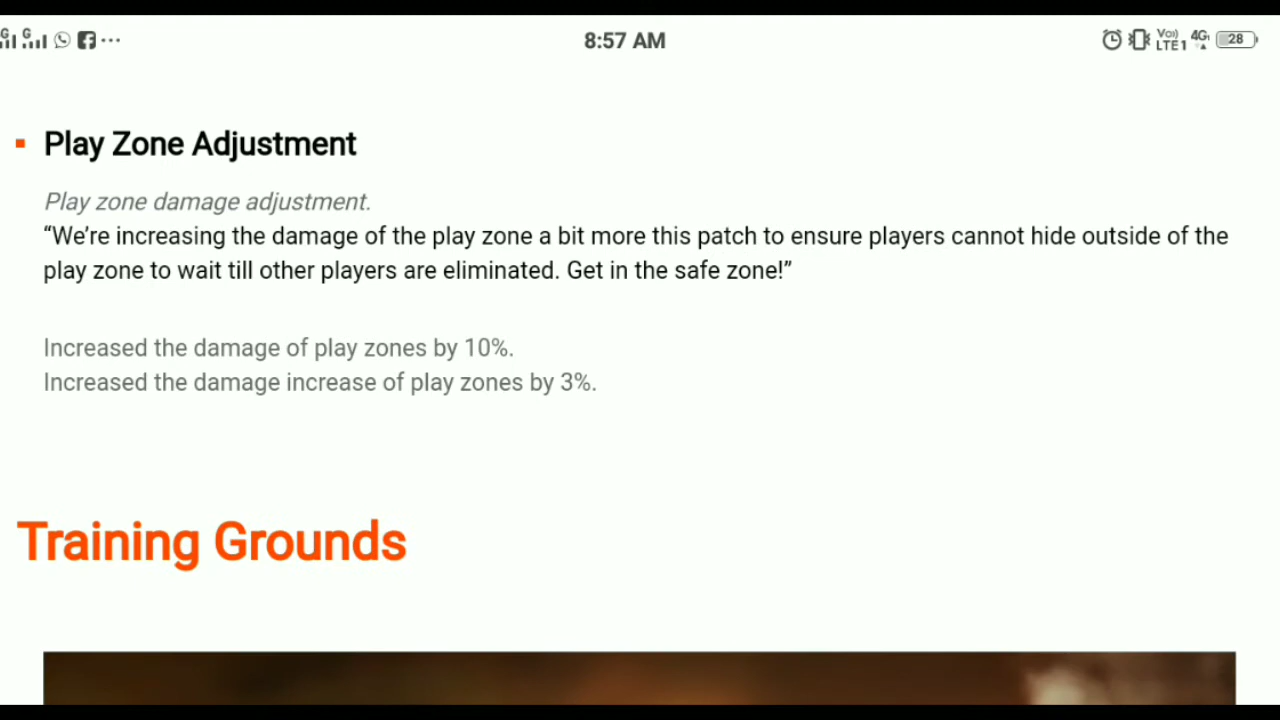 G G ... 8:57 AM Vo)) LTE1 4G 28
Play Zone Adjustment
Play zone damage adjustment.
“We’re increasing the damage of the play zone a bit more this patch to ensure players cannot hide outside of the
play zone to wait till other players are eliminated. Get in the safe zone!”
Increased the damage of play zones by 10%.
Increased the damage increase of play zones by 3%.
Training Grounds